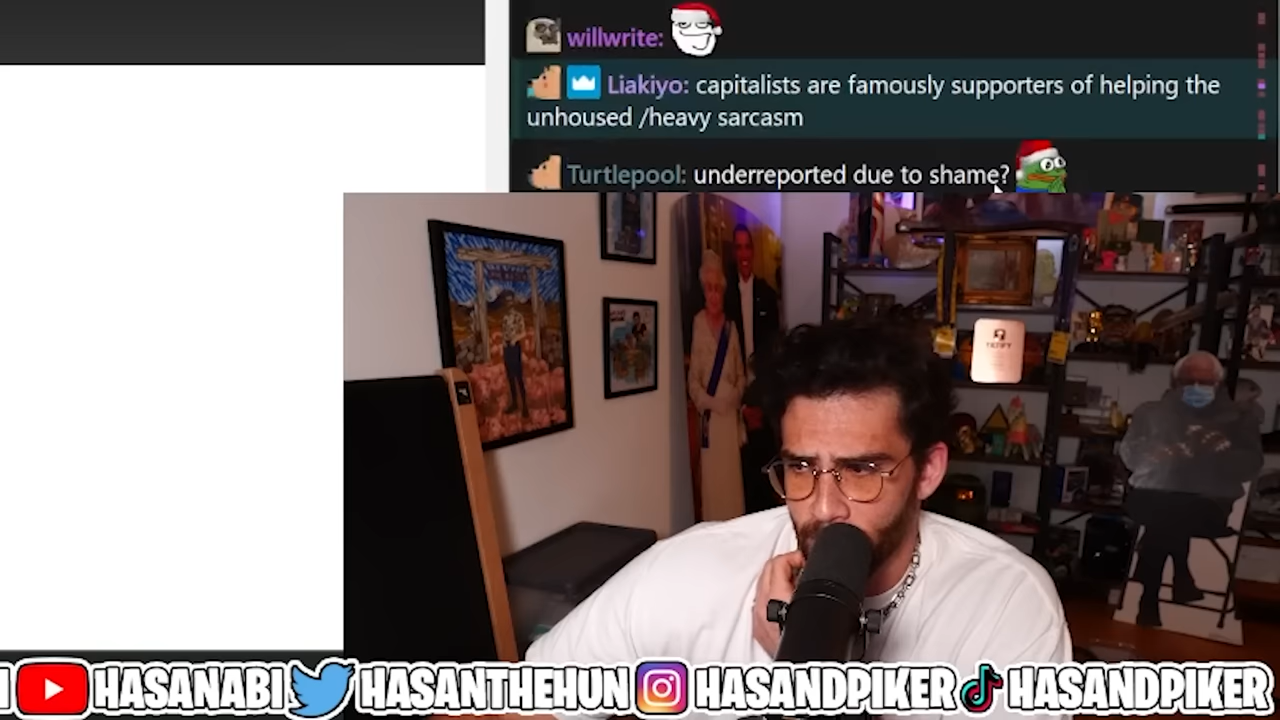 willwrite:
Liakiyo: capitalists are famously supporters of helping the
unhoused /heavy sarcasm
Turtlepool: underreported due to shame?
HASANABI HASANTHEHUN HASANDPIKER HASANDPIKER